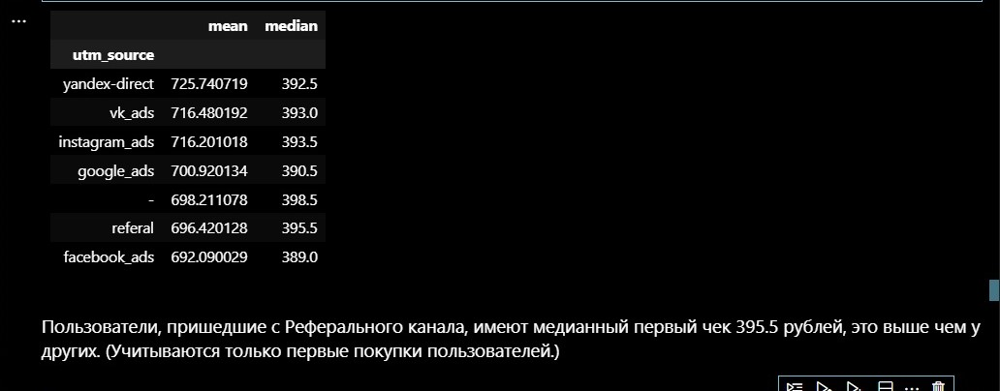 ...
mean median
utm_source
yandex-direct 725.740719 392.5
vk_ads 716.480192 393.0
instagram_ads 716.201018 393.5
google_ads 700.920134 390.5
- 698.211078 398.5
referal 696.420128 395.5
facebook_ads 692.090029 389.0
Пользователи, пришедшие с Реферального канала, имеют медианный первый чек 395.5 рублей, это выше чем у
других. (Учитываются только первые покупки пользователей.)